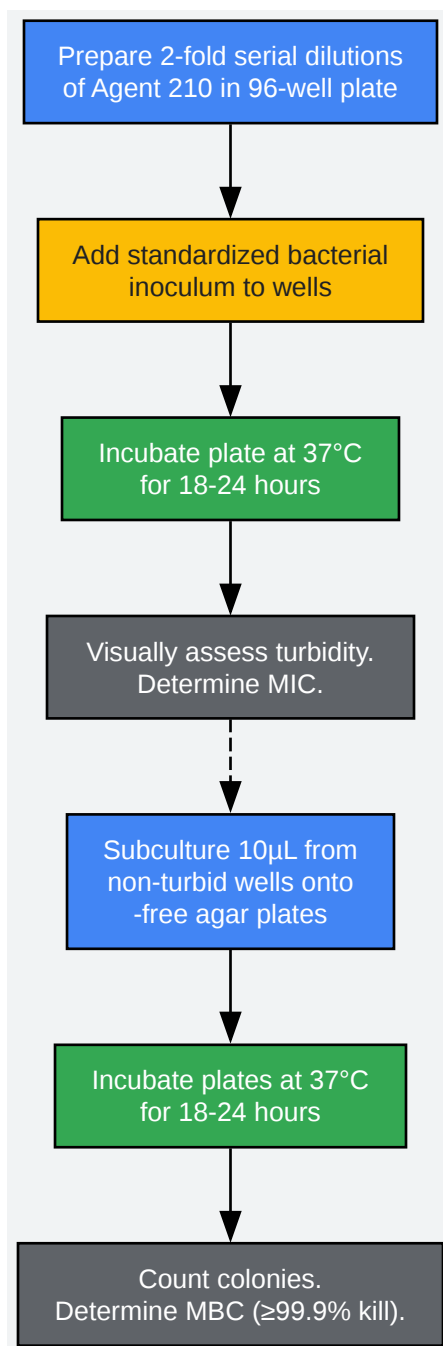 Prepare 2-fold serial dilutions
of Agent 210 in 96-well plate
Add standardized bacterial
inoculum to wells
Incubate plate at 37°C
for 18-24 hours
Visually assess turbidity.
Determine MIC.
Subculture 10µL from
non-turbid wells onto
-free agar plates
Incubate plates at 37°C
for 18-24 hours
Count colonies.
Determine MBC (≥99.9% kill).